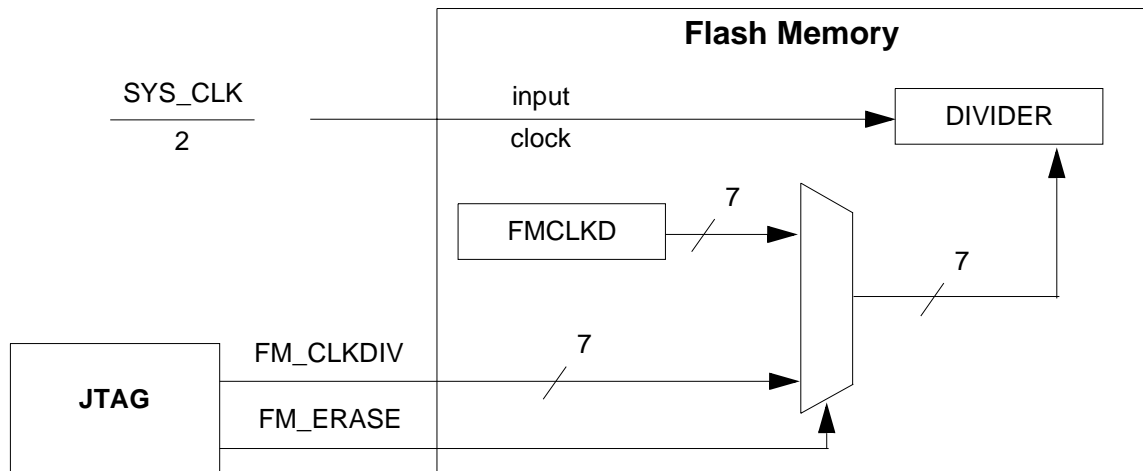 Flash Memory
SYS_CLK
2
input
clock
DIVIDER
7
FMCLKD
7
7
FM_CLKDIV
JTAG
FM_ERASE